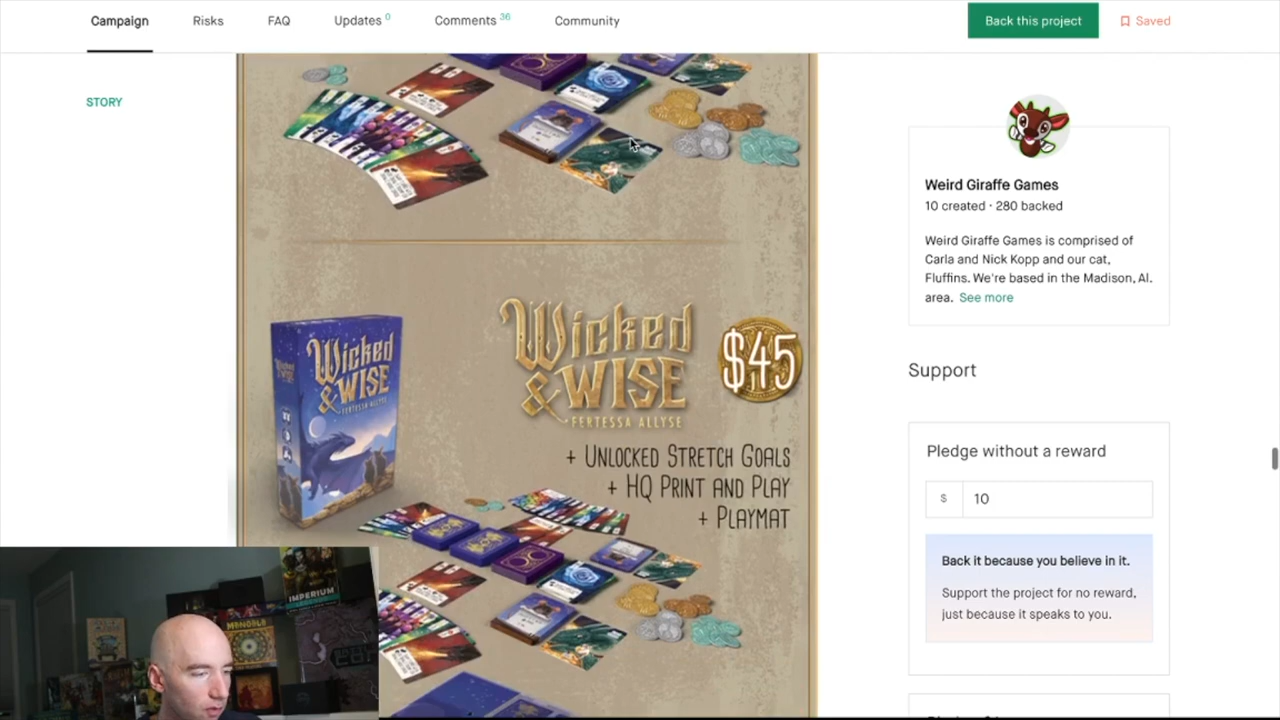 Campaign
Risks
FAQ
Updates 0
Comments 36
Community
Back this project
Saved
STORY
Weird Giraffe Games
10 created · 280 backed
Weird Giraffe Games is comprised of
Carla and Nick Kopp and our cat,
Fluffins. We're based in the Madison, Al.
area. See more
Wicked
& WISE
FERTESSA ALLYSE
Wicked
& WISE
FERTESSA ALLYSE
$45
+ UNLOCKED STRETCH GOALS
+ HQ PRINT AND PLAY
+ PLAYMAT
Support
Pledge without a reward
$ 10
Back it because you believe in it.
Support the project for no reward,
just because it speaks to you.
IMPERIUM
MANDALA